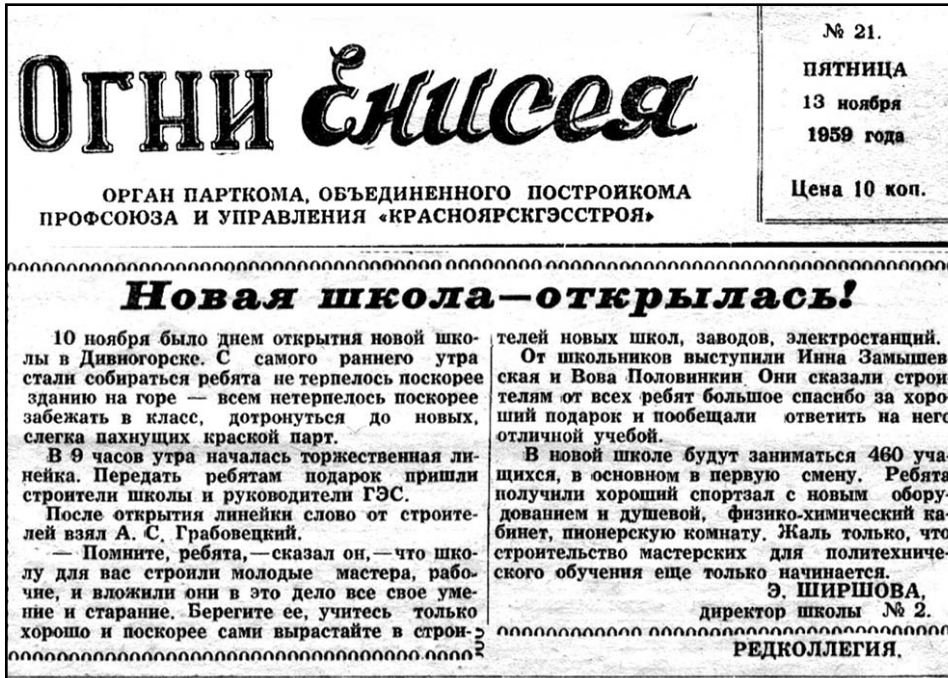 Огни Енисея
ОРГАН ПАРТКОМА, ОБЪЕДИНЕННОГО ПОСТРОЙКОМА
ПРОФСОЮЗА И УПРАВЛЕНИЯ «КРАСНОЯРСКГЭССТРОЯ»
№ 21.
ПЯТНИЦА
13 ноября
1959 года
Цена 10 коп.
Новая школа—открылась!
10 ноября было днем открытия новой шко-
лы в Дивногорске. С самого раннего утра
стали собираться ребята не терпелось поскорее
зданию на горе — всем нетерпелось поскорее
забежать в класс, дотронуться до новых,
слегка пахнущих краской парт.
В 9 часов утра началась торжественная ли-
нейка. Передать ребятам подарок пришли
строители школы и руководители ГЭС.
После открытия линейки слово от строите-
лей взял А. С. Грабовецкий.
— Помните, ребята,—сказал он,—что шко-
лу для вас строили молодые мастера, рабо-
чие, и вложили они в это дело все свое уме-
ние и старание. Берегите ее, учитесь только
хорошо и поскорее сами вырастайте в строи-
телей новых школ, заводов, электростанций.
От школьников выступили Инна Замышев
ская и Вова Половинкин Они сказали строи
телям от всех ребят большое спасибо за хоро
ший подарок и пообещали ответить на него
отличной учебой.
В новой школе будут заниматься 460 уча-
щихся, в основном в первую смену. Ребята
получили хороший спортзал с новым обору-
дованием и душевой, физико-химический ка-
бинет, пионерскую комнату. Жаль только, что
строительство мастерских для политехниче-
ского обучения еще только начинается.
Э. ШИРШОВА,
директор школы № 2.
РЕДКОЛЛЕГИЯ.